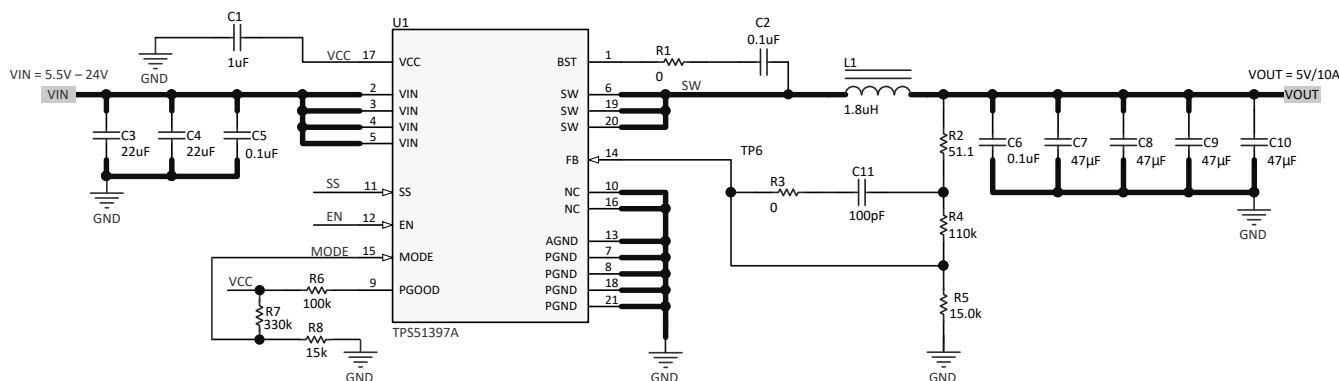 C1
1uF
GND
VIN = 5.5V – 24V
VIN
C3
22uF
C4
22uF
C5
0.1uF
GND
U1
VCC 17 VCC
2 VIN
3 VIN
4 VIN
5 VIN
SS 11 SS
EN 12 EN
MODE 15 MODE
9 PGOOD
VCC
R6
100k
R7
330k
R8
15k
GND
TPS51397A
BST 1
SW 6
SW 19
SW 20
FB 14
NC 10
NC 16
AGND 13
PGND 7
PGND 8
PGND 18
PGND 21
GND
R1
0
C2
0.1uF
SW
L1
1.8uH
TP6
R3
0
C11
100pF
R2
51.1
R4
110k
R5
15.0k
GND
VOUT = 5V/10A
VOUT
C6
0.1uF
C7
47µF
C8
47µF
C9
47µF
C10
47µF
GND